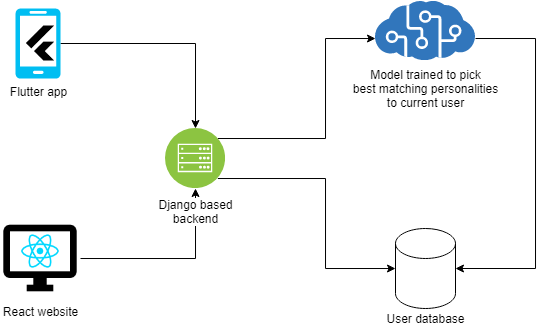 Flutter app
Model trained to pick
best matching personalities
to current user
Django based
backend
React website
User database